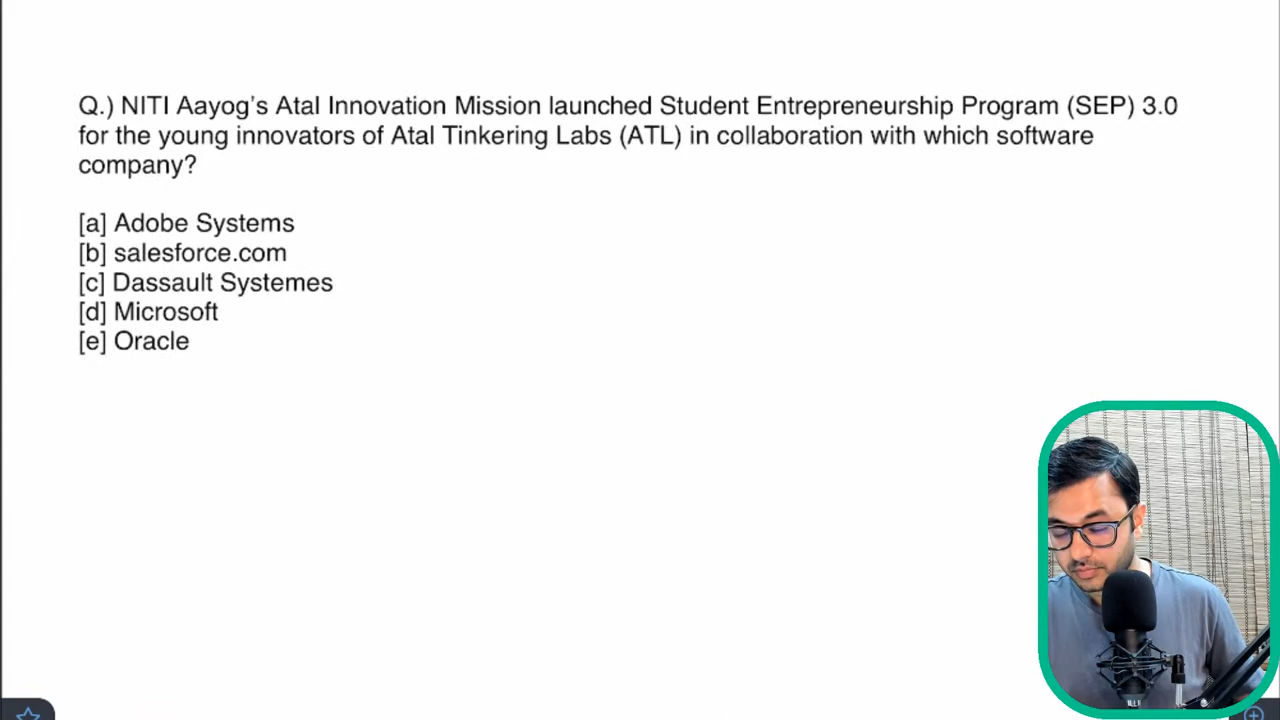 Q.) NITI Aayog's Atal Innovation Mission launched Student Entrepreneurship Program (SEP) 3.0
for the young innovators of Atal Tinkering Labs (ATL) in collaboration with which software
company?
[a] Adobe Systems
[b] salesforce.com
[c] Dassault Systemes
[d] Microsoft
[e] Oracle